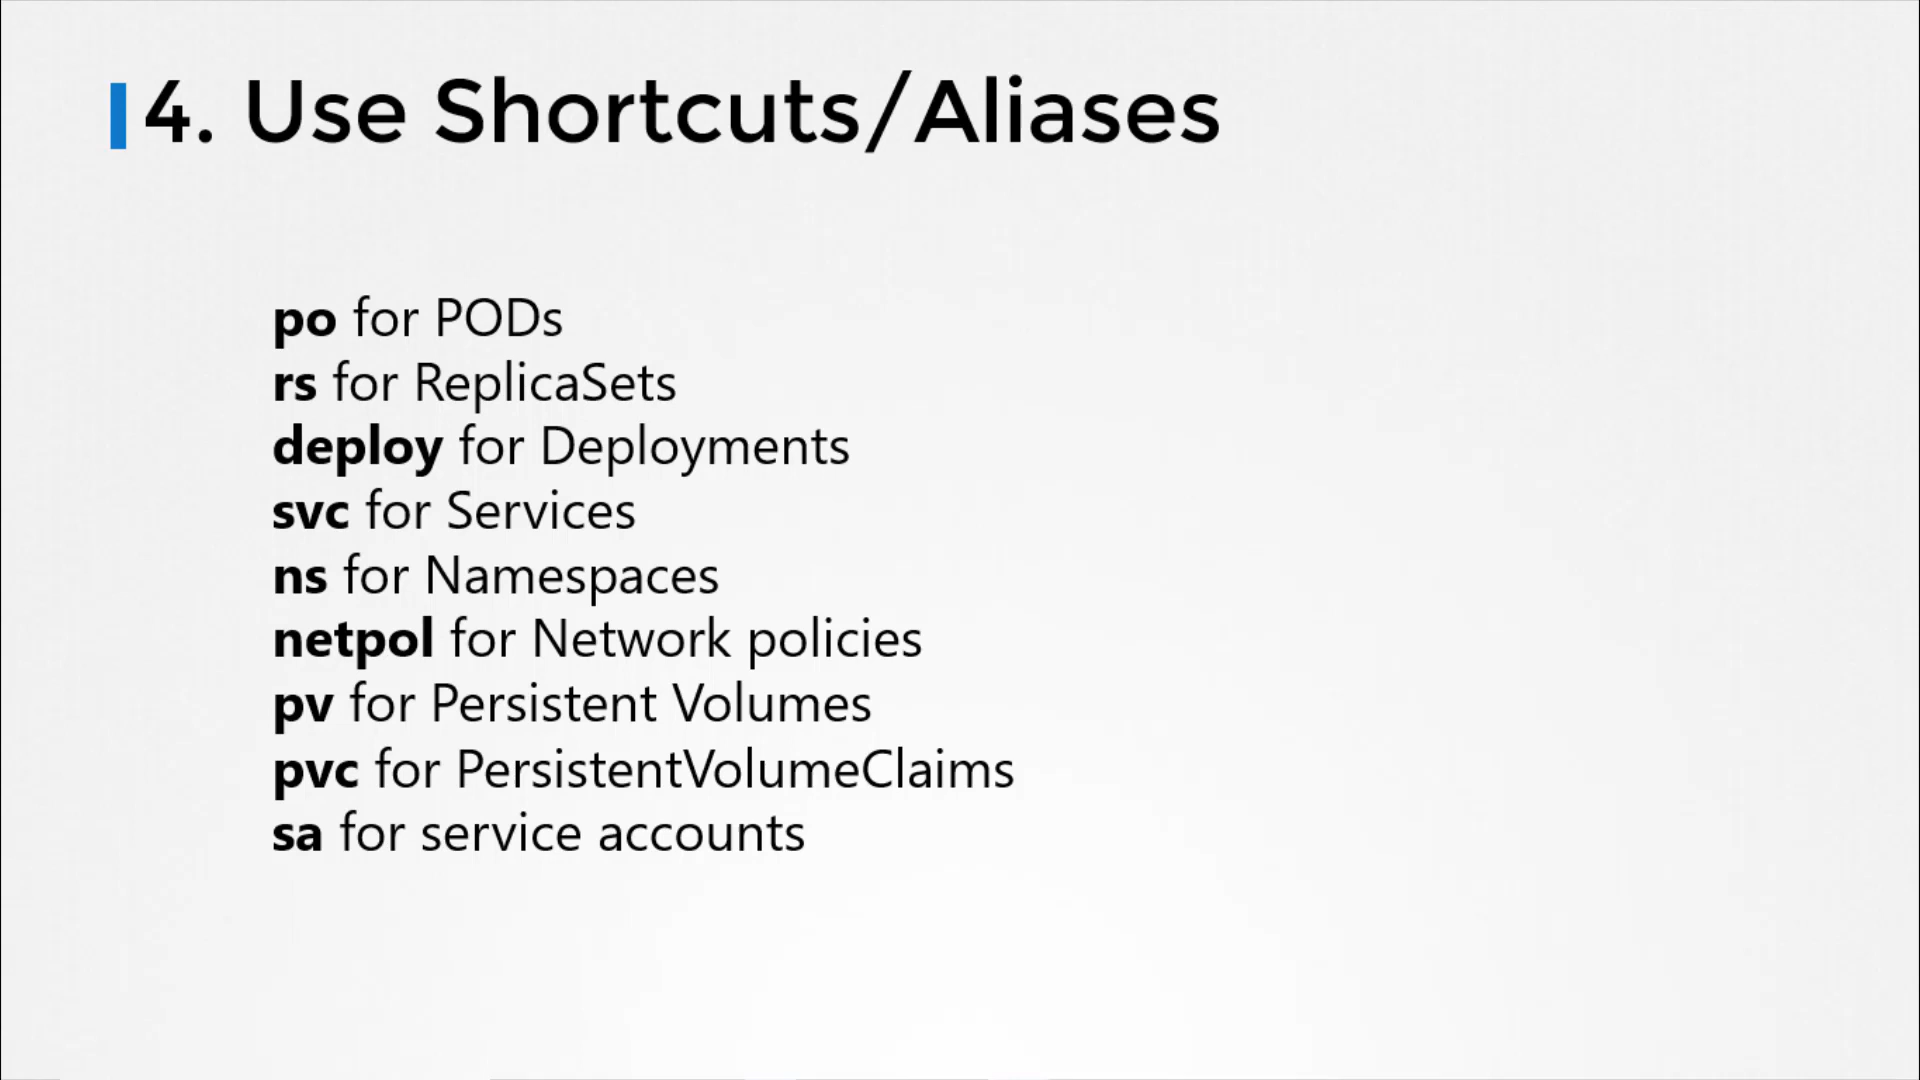 4. Use Shortcuts/Aliases
po for PODs
rs for ReplicaSets
deploy for Deployments
svc for Services
ns for Namespaces
netpol for Network policies
pv for Persistent Volumes
pvc for PersistentVolumeClaims
sa for service accounts